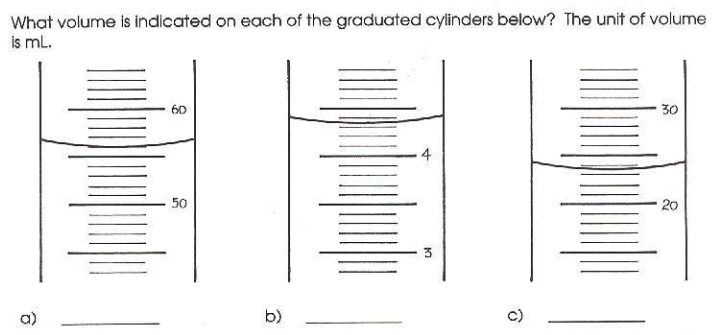 What volume is indicated on each of the graduated cylinders below? The unit of volume
is mL.
60
50
4
3
30
20
a)
b)
c)